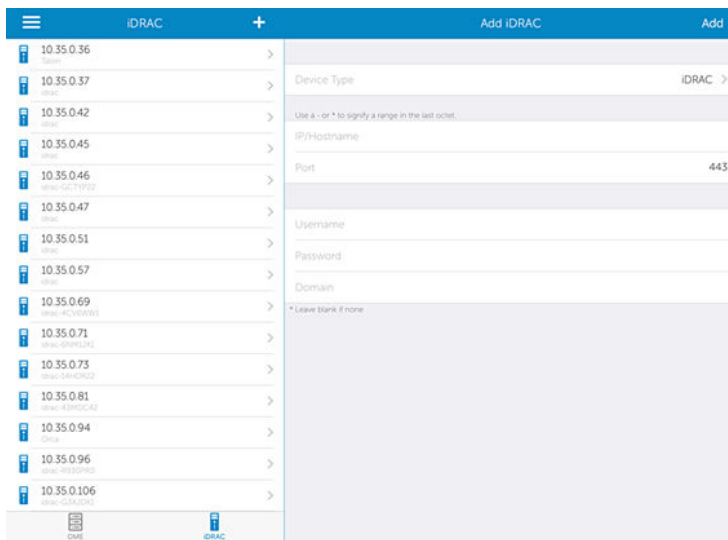 iDRAC +
10.35.0.36
10.35.0.37
idrac
10.35.0.42
idrac
10.35.0.45
idrac
10.35.0.46
10.35.0.47
idrac
10.35.0.51
idrac
10.35.0.57
idrac
10.35.0.69
10.35.0.71
10.35.0.73
10.35.0.81
10.35.0.94
10.35.0.96
10.35.0.106
OME
iDRAC
Add iDRAC Add
Device Type iDRAC
Use a - or * to signify a range in the last octet.
IP/Hostname
Port 443
Username
Password
Domain
* Leave blank if none